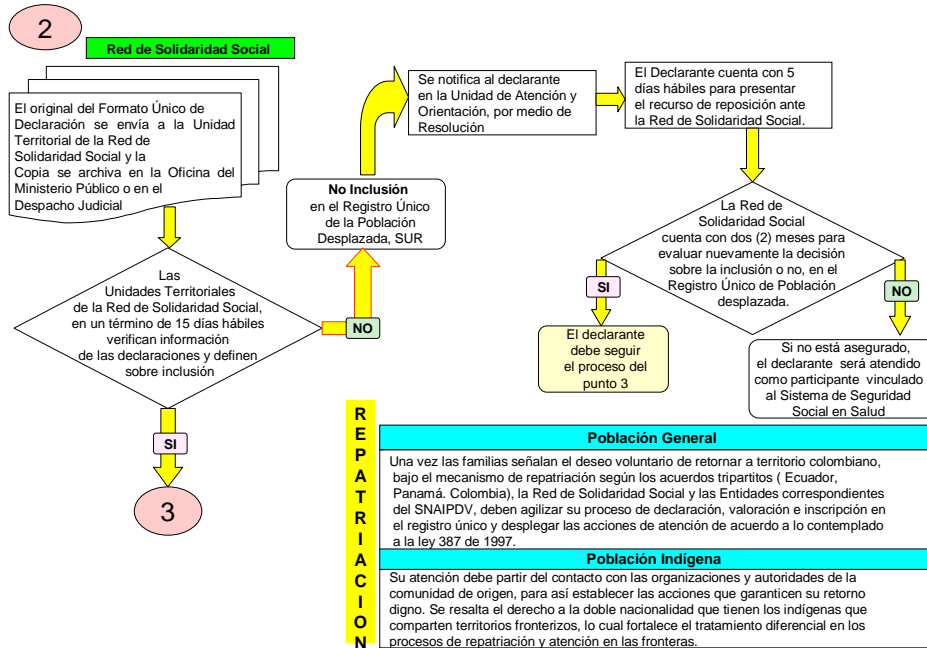 2
Red de Solidaridad Social
El original del Formato Único de
Declaración se envía a la Unidad
Territorial de la Red de
Solidaridad Social y la
Copia se archiva en la Oficina del
Ministerio Público o en el
Despacho Judicial
Las
Unidades Territoriales
de la Red de Solidaridad Social,
en un término de 15 días hábiles
verifican información
de las declaraciones y definen
sobre inclusión
SI
3
NO
No Inclusión
en el Registro Único
de la Población
Desplazada, SUR
Se notifica al declarante
en la Unidad de Atención y
Orientación, por medio de
Resolución
El Declarante cuenta con 5
días hábiles para presentar
el recurso de reposición ante
la Red de Solidaridad Social.
La Red de
Solidaridad Social
cuenta con dos (2) meses para
evaluar nuevamente la decisión
sobre la inclusión o no, en el
Registro Único de Población
desplazada.
SI
El declarante
debe seguir
el proceso del
punto 3
NO
Si no está asegurado,
el declarante será atendido
como participante vinculado
al Sistema de Seguridad
Social en Salud
REPATRIACION
Población General
Una vez las familias señalan el deseo voluntario de retornar a territorio colombiano,
bajo el mecanismo de repatriación según los acuerdos tripartitos ( Ecuador,
Panamá. Colombia), la Red de Solidaridad Social y las Entidades correspondientes
del SNAIPDV, deben agilizar su proceso de declaración, valoración e inscripción en
el registro único y desplegar las acciones de atención de acuerdo a lo contemplado
a la ley 387 de 1997.
Población Indígena
Su atención debe partir del contacto con las organizaciones y autoridades de la
comunidad de origen, para así establecer las acciones que garanticen su retorno
digno. Se resalta el derecho a la doble nacionalidad que tienen los indígenas que
comparten territorios fronterizos, lo cual fortalece el tratamiento diferencial en los
procesos de repatriación y atención en las fronteras.